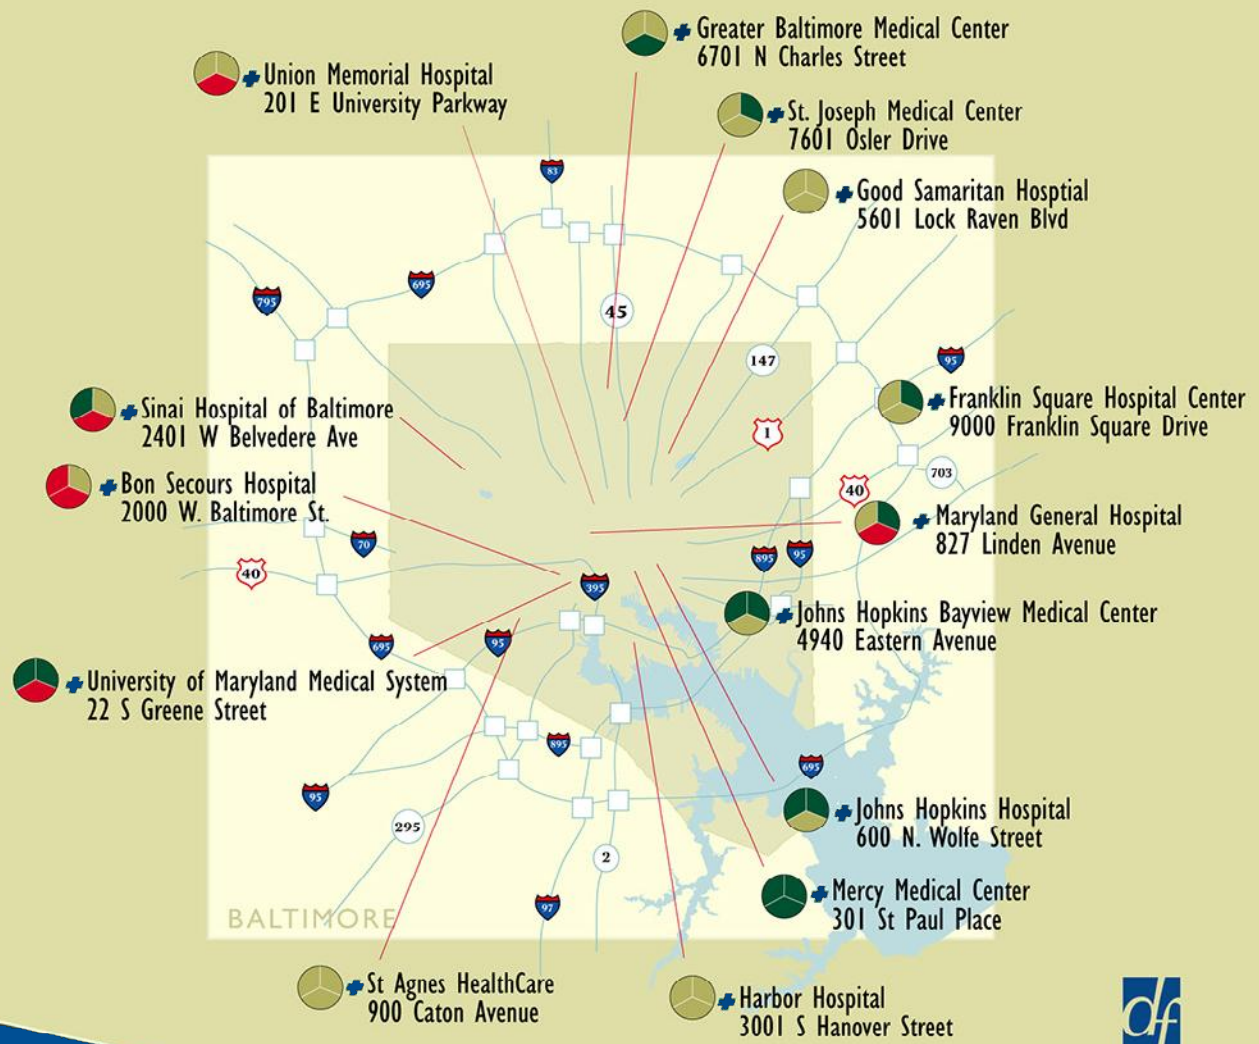 Greater Baltimore Medical Center
6701 N Charles Street
Union Memorial Hospital
201 E University Parkway
St. Joseph Medical Center
7601 Osler Drive
83
Good Samaritan Hosptial
5601 Lock Raven Blvd
695
795
45
147
95
Sinai Hospital of Baltimore
2401 W Belvedere Ave
Franklin Square Hospital Center
9000 Franklin Square Drive
1
703
Bon Secours Hospital
2000 W. Baltimore St.
40
Maryland General Hospital
827 Linden Avenue
70
895
95
40
395
Johns Hopkins Bayview Medical Center
4940 Eastern Avenue
695
95
University of Maryland Medical System
22 S Greene Street
895
695
95
295
Johns Hopkins Hospital
600 N. Wolfe Street
2
Mercy Medical Center
301 St Paul Place
97
BALTIMORE
St Agnes HealthCare
900 Caton Avenue
Harbor Hospital
3001 S Hanover Street
df